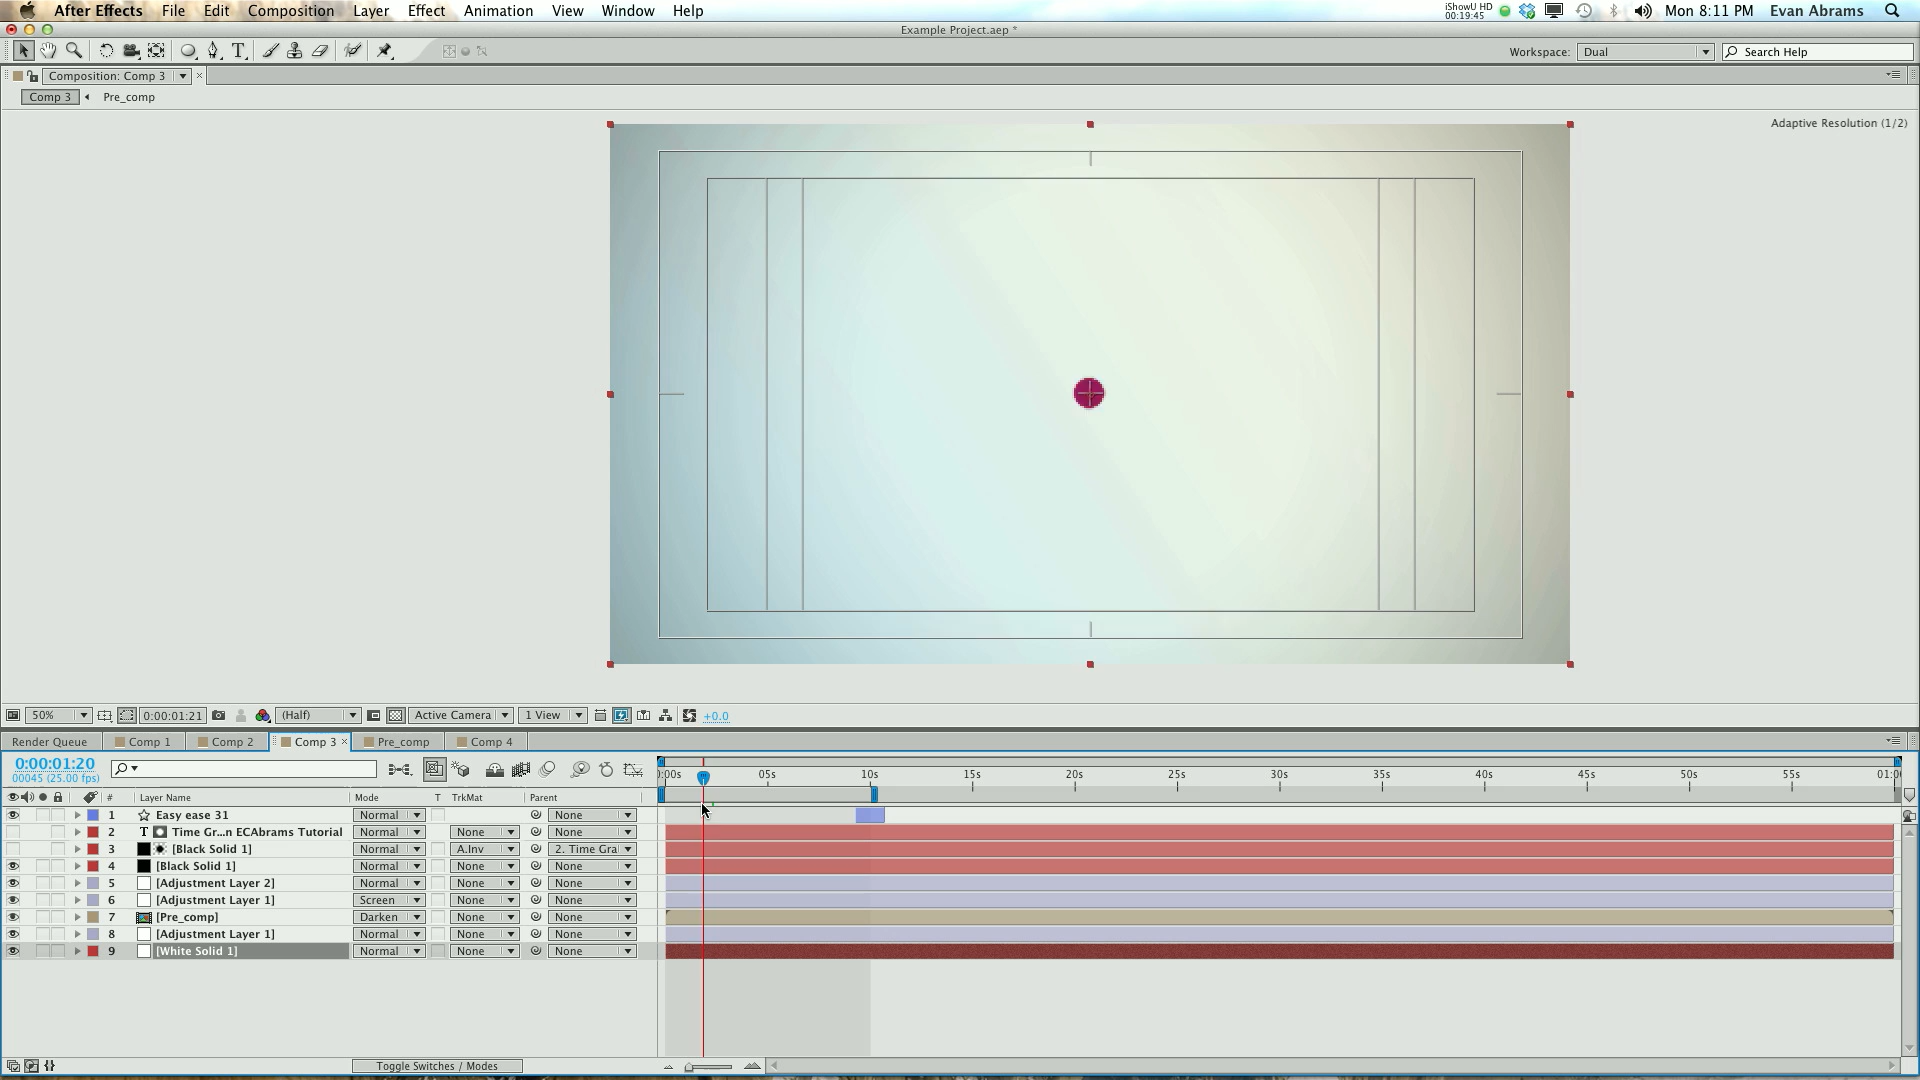 After Effects File Edit Composition Layer Effect Animation View Window Help
iShowU HD
00:19:45
Mon 8:11 PM Evan Abrams
Example Project.aep *
T
Workspace: Dual Search Help
Composition: Comp 3 ×
Comp 3 Pre_comp
Adaptive Resolution (1/2)
50% 0:00:01:21 (Half) Active Camera 1 View +0.0
Render Queue Comp 1 Comp 2 Comp 3 × Pre_comp Comp 4
0:00:01:20
00045 (25.00 fps)
):00s 05s 10s 15s 20s 25s 30s 35s 40s 45s 50s 55s 01:0
# Layer Name Mode T TrkMat Parent
1 Easy ease 31 Normal None
2 T Time Gr...n ECAbrams Tutorial Normal None None
3 [Black Solid 1] Normal A.Inv 2. Time Gra
4 [Black Solid 1] Normal None None
5 [Adjustment Layer 2] Normal None None
6 [Adjustment Layer 1] Screen None None
7 [Pre_comp] Darken None None
8 [Adjustment Layer 1] Normal None None
9 [White Solid 1] Normal None None
Toggle Switches / Modes